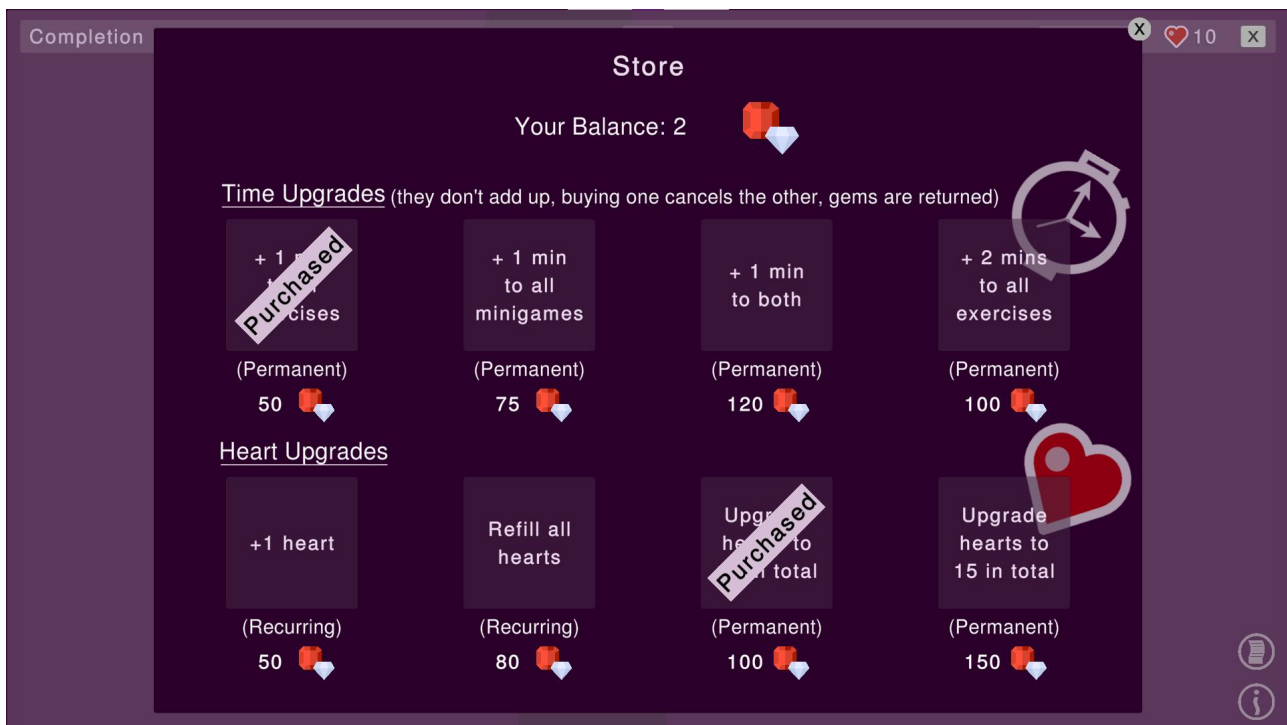 Completion
10
X
X
Store
Your Balance: 2
Time Upgrades (they don't add up, buying one cancels the other, gems are returned)
+ 1
cises
Purchased
+ 1 min
to all
minigames
+ 1 min
to both
+ 2 mins
to all
exercises
(Permanent)
(Permanent)
(Permanent)
(Permanent)
50
75
120
100
Heart Upgrades
+1 heart
Refill all
hearts
Upgr
he to
total
Purchased
Upgrade
hearts to
15 in total
(Recurring)
(Recurring)
(Permanent)
(Permanent)
50
80
100
150